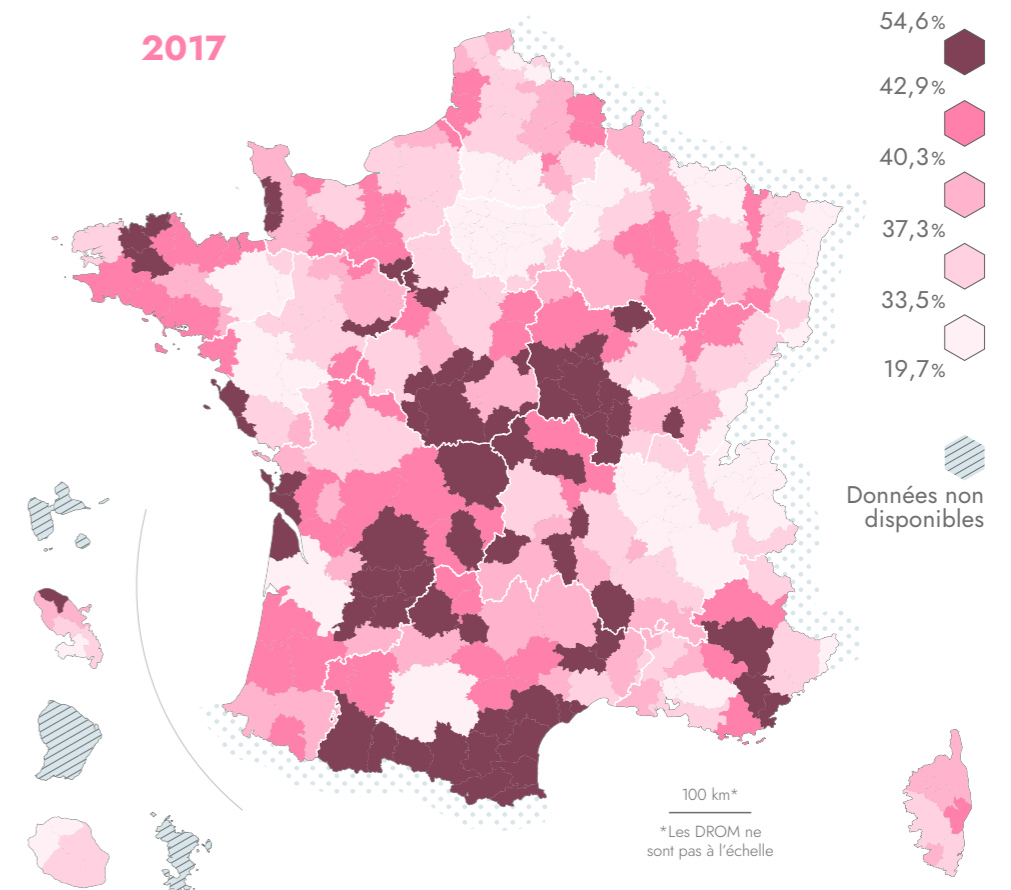 2017
54,6%
42,9%
40,3%
37,3%
33,5%
19,7%
Données non
disponibles
100 km*
*Les DROM ne
sont pas à l'échelle